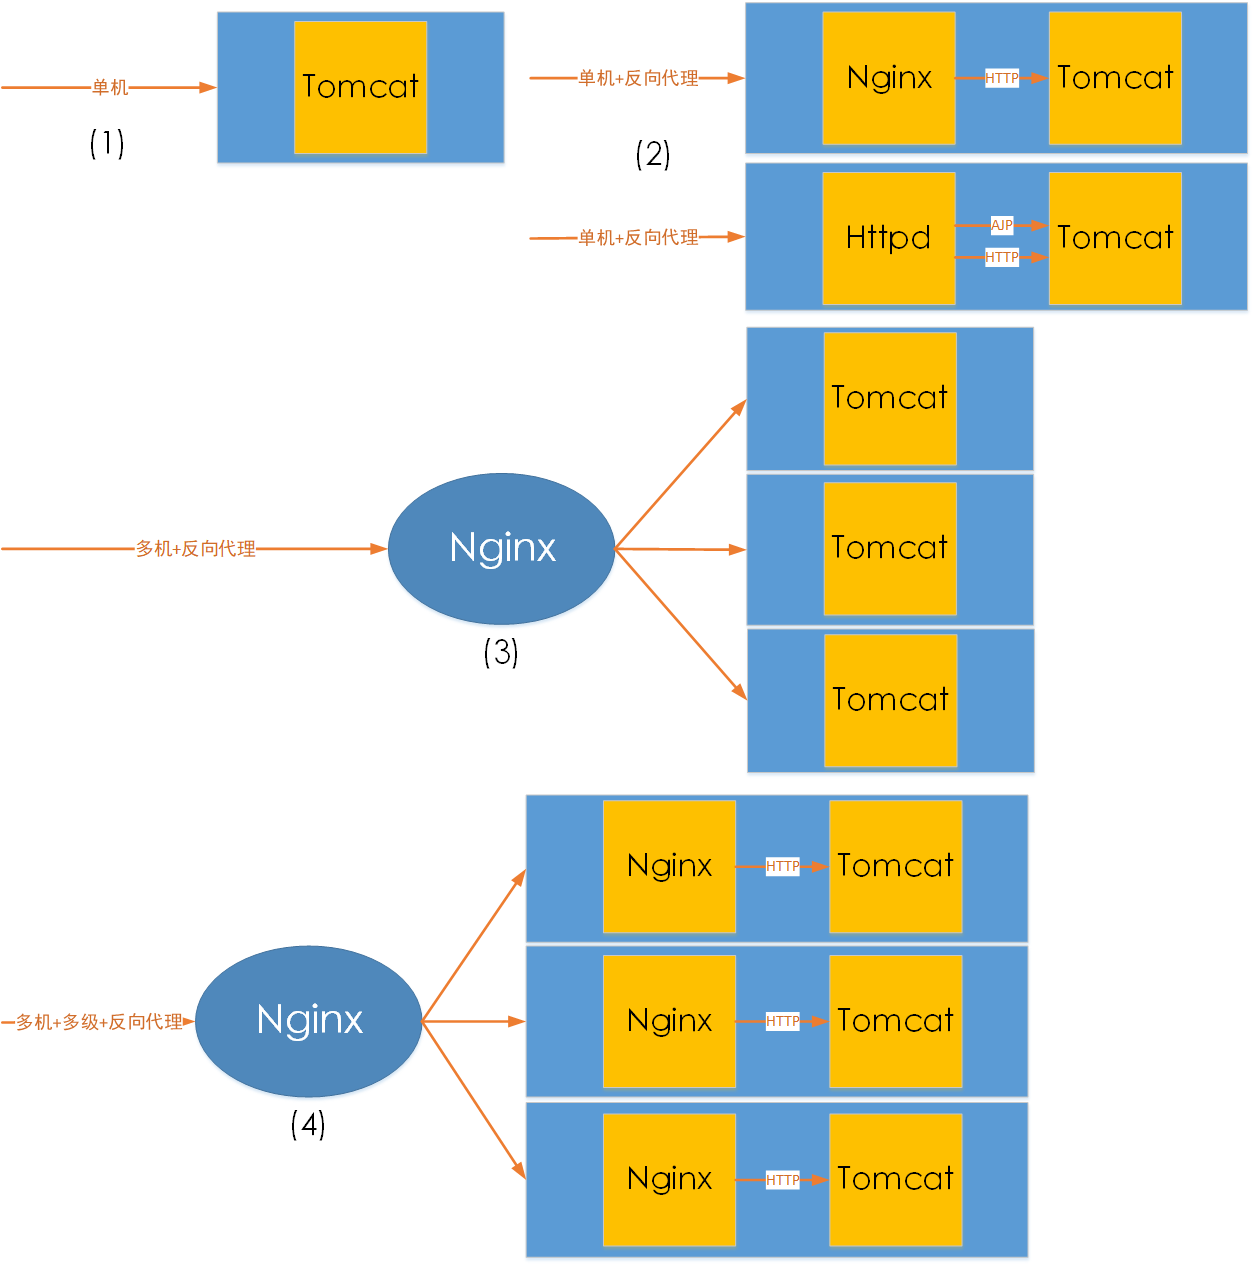 单机
Tomcat
(1)
单机+反向代理
Nginx
HTTP
Tomcat
(2)
单机+反向代理
Httpd
AJP
HTTP
Tomcat
多机+反向代理
Nginx
(3)
Tomcat
Tomcat
Tomcat
多机+多级+反向代理
Nginx
(4)
Nginx
HTTP
Tomcat
Nginx
HTTP
Tomcat
Nginx
HTTP
Tomcat